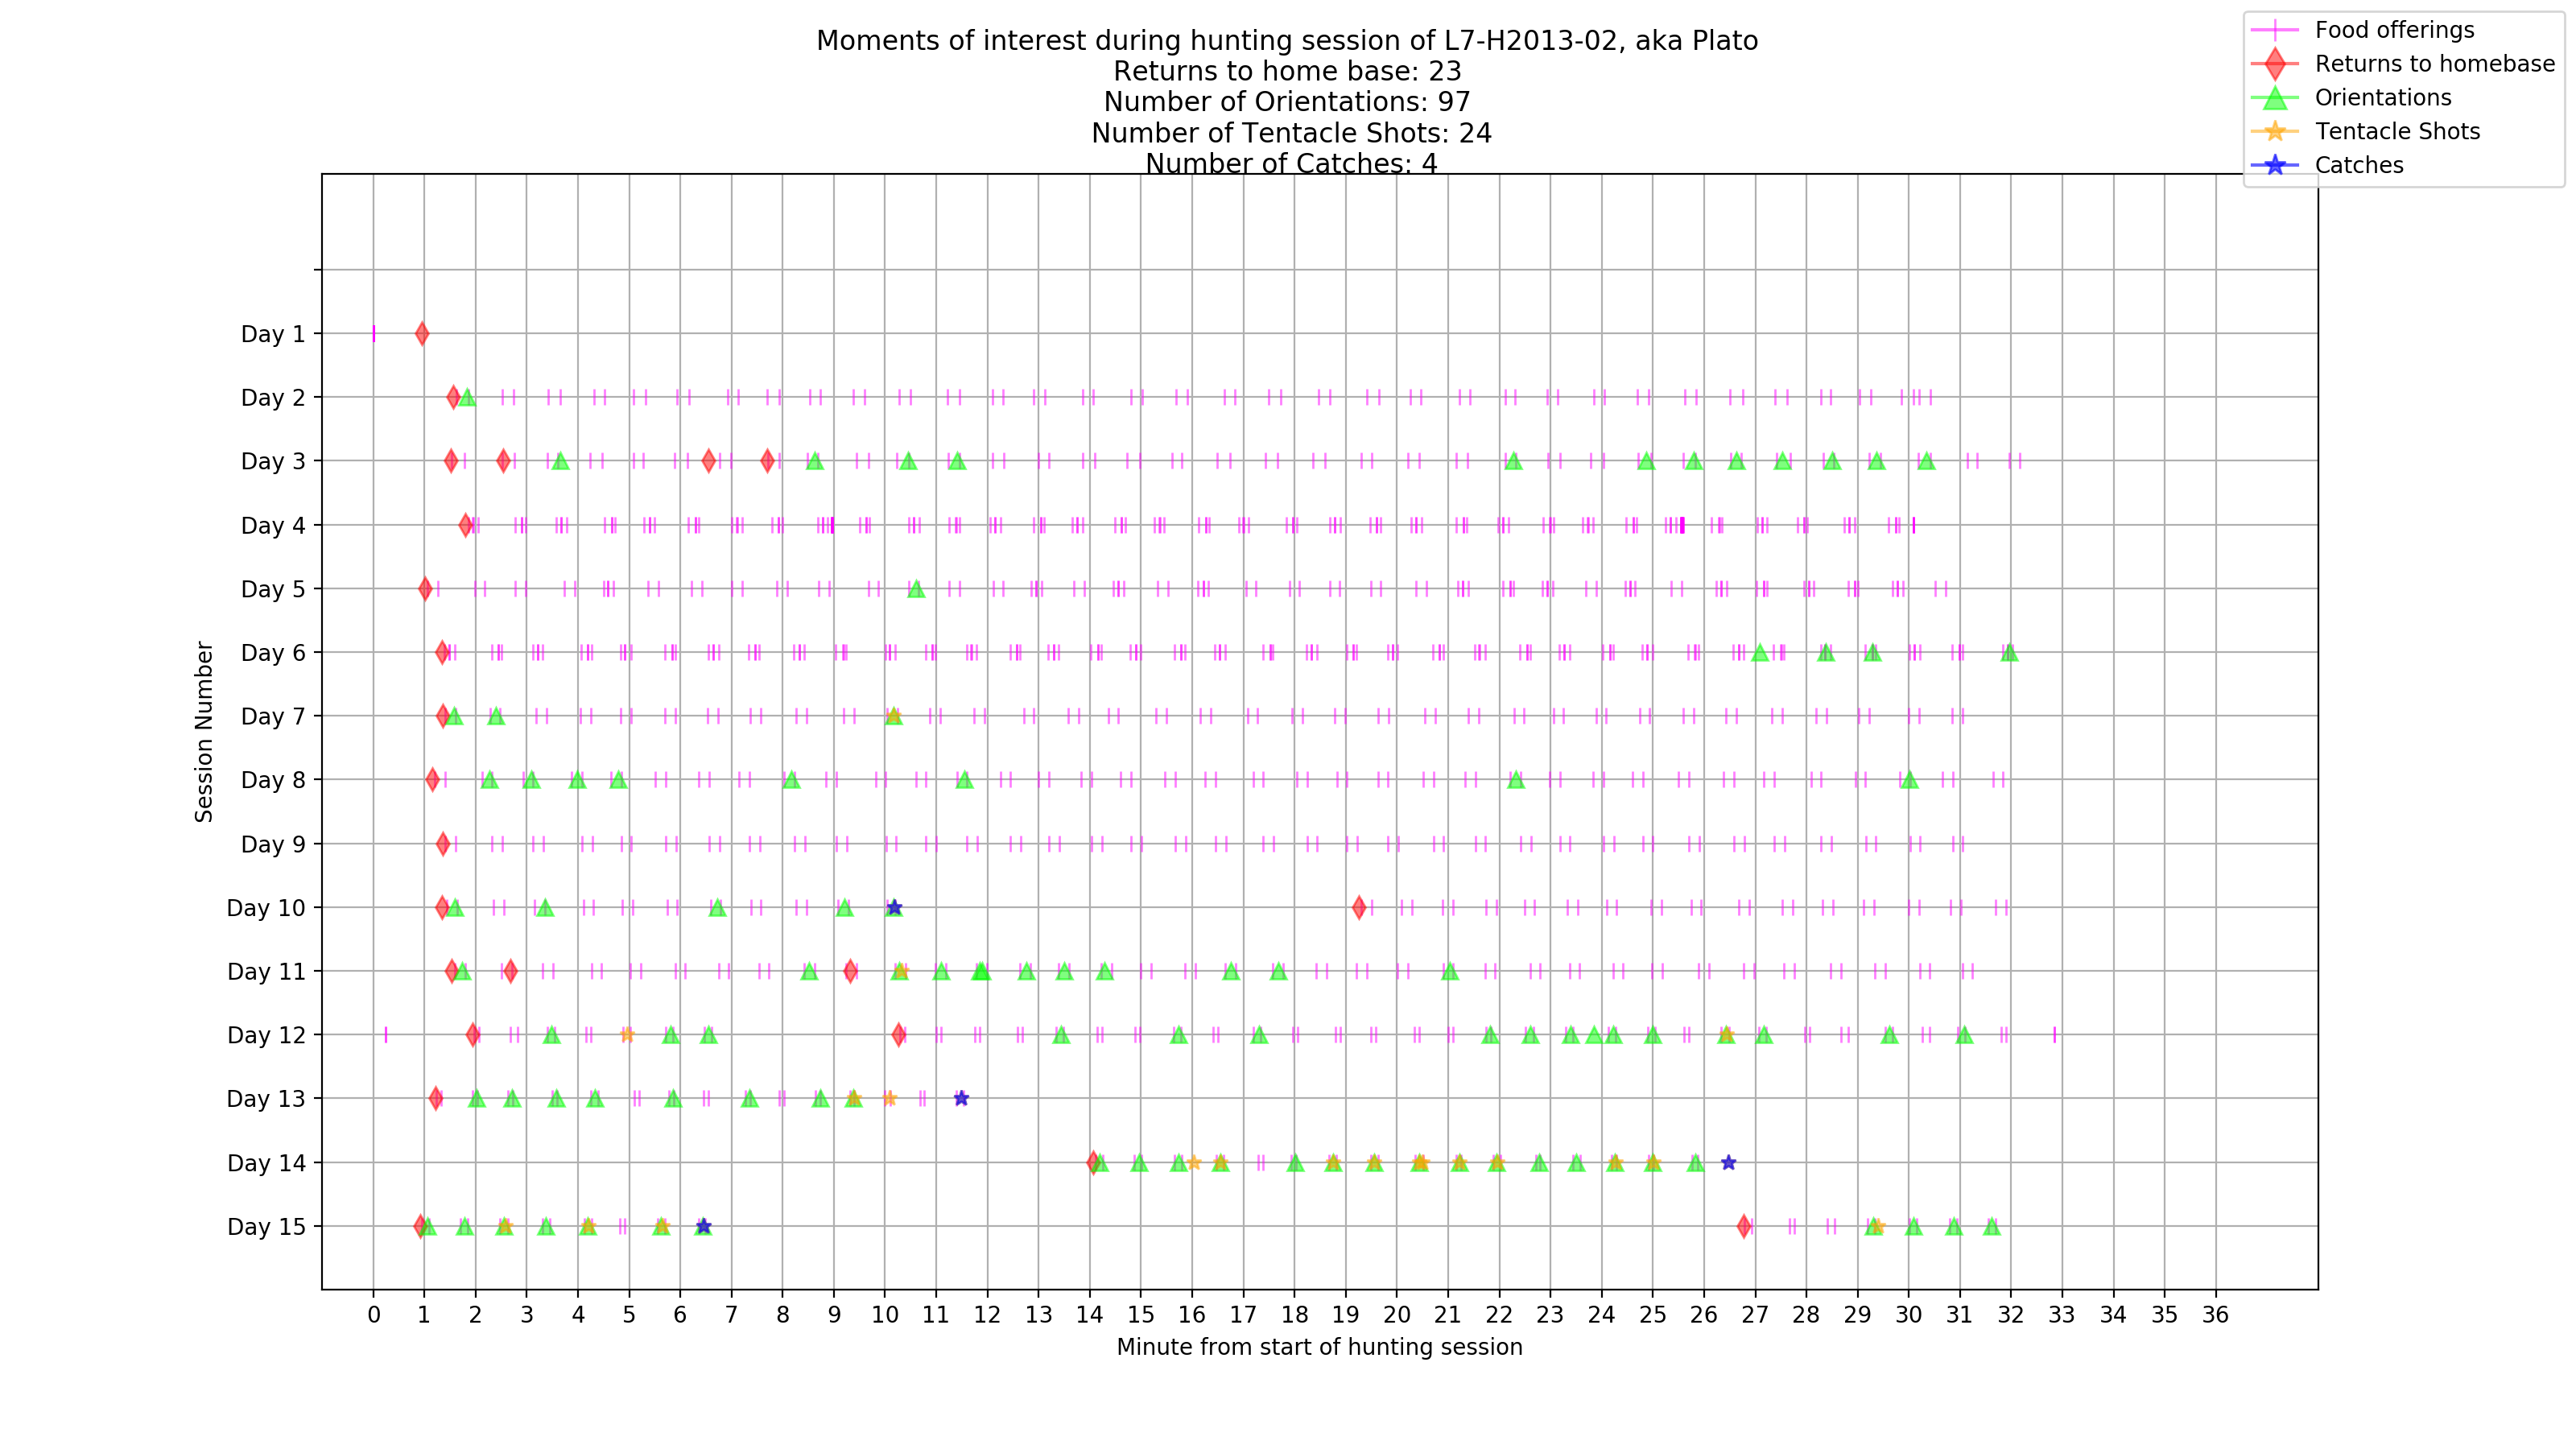 Moments of interest during hunting session of L7-H2013-02, aka Plato
Returns to home base: 23
Number of Orientations: 97
Number of Tentacle Shots: 24
Number of Catches: 4
Food offerings
Returns to homebase
Orientations
Tentacle Shots
Catches
Session Number
Day 1
Day 2
Day 3
Day 4
Day 5
Day 6
Day 7
Day 8
Day 9
Day 10
Day 11
Day 12
Day 13
Day 14
Day 15
0 1 2 3 4 5 6 7 8 9 10 11 12 13 14 15 16 17 18 19 20 21 22 23 24 25 26 27 28 29 30 31 32 33 34 35 36
Minute from start of hunting session